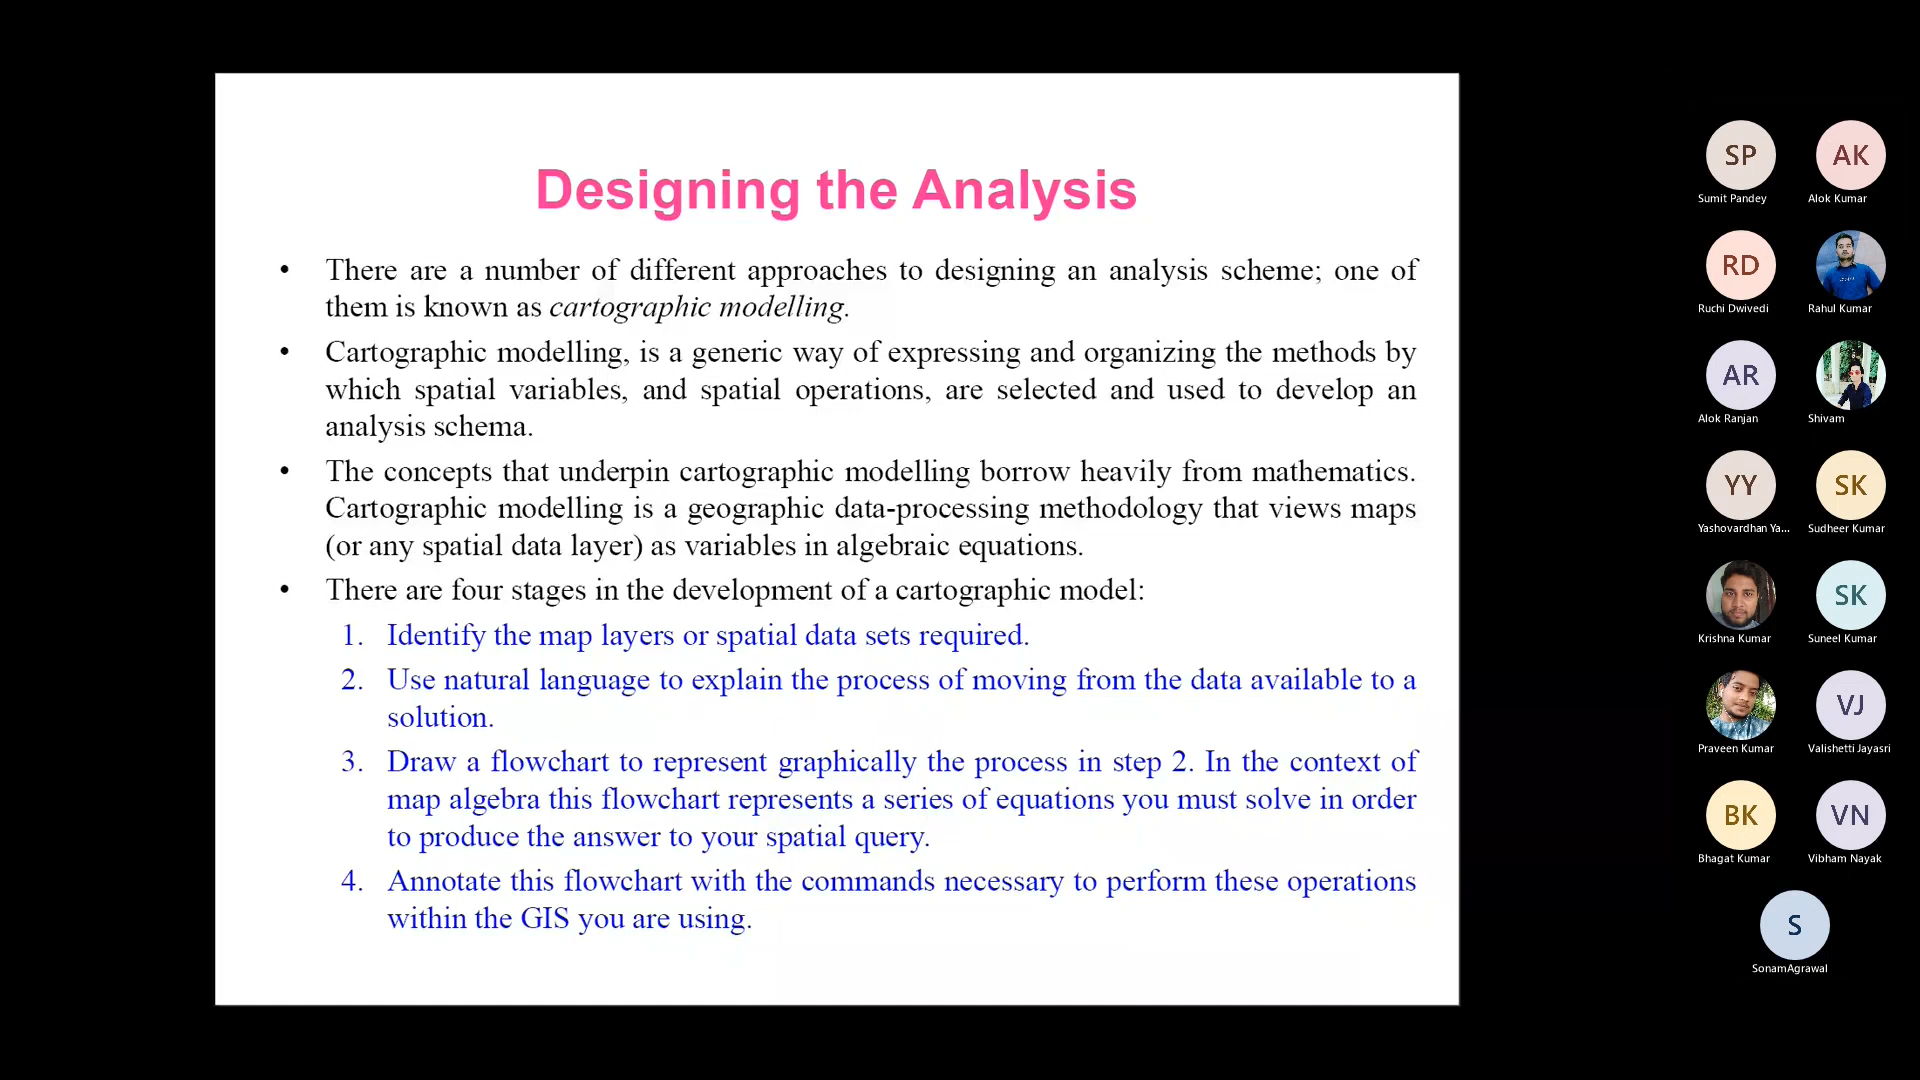 Designing the Analysis
• There are a number of different approaches to designing an analysis scheme; one of
them is known as cartographic modelling.
• Cartographic modelling, is a generic way of expressing and organizing the methods by
which spatial variables, and spatial operations, are selected and used to develop an
analysis schema.
• The concepts that underpin cartographic modelling borrow heavily from mathematics.
Cartographic modelling is a geographic data-processing methodology that views maps
(or any spatial data layer) as variables in algebraic equations.
• There are four stages in the development of a cartographic model:
1. Identify the map layers or spatial data sets required.
2. Use natural language to explain the process of moving from the data available to a
solution.
3. Draw a flowchart to represent graphically the process in step 2. In the context of
map algebra this flowchart represents a series of equations you must solve in order
to produce the answer to your spatial query.
4. Annotate this flowchart with the commands necessary to perform these operations
within the GIS you are using.
SP AK
Sumit Pandey Alok Kumar
RD
Ruchi Dwivedi Rahul Kumar
AR
Alok Ranjan Shivam
YY SK
Yashovardhan Ya... Sudheer Kumar
SK
Krishna Kumar Suneel Kumar
VJ
Praveen Kumar Valishetti Jayasri
BK VN
Bhagat Kumar Vibham Nayak
S
SonamAgrawal